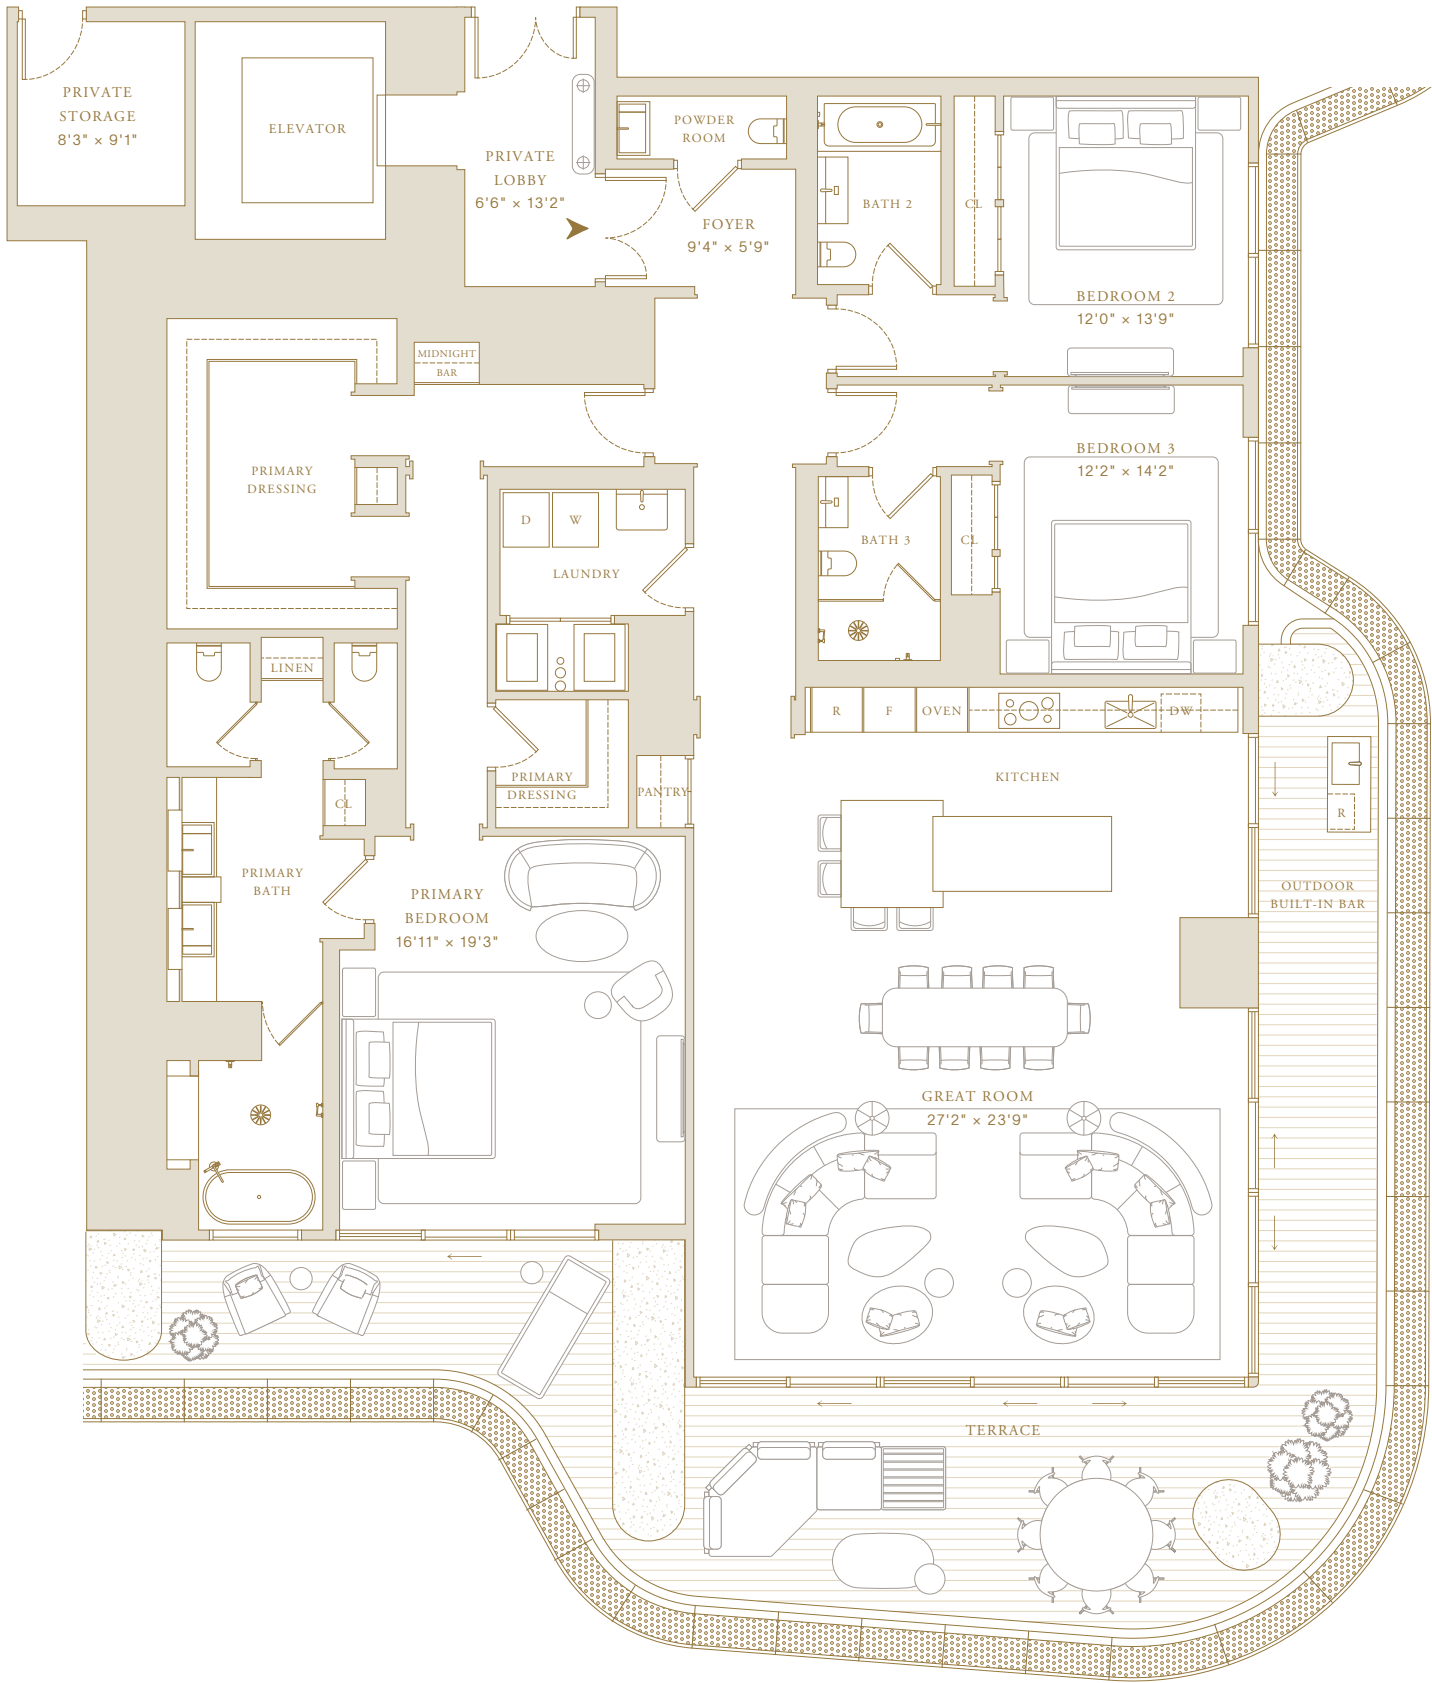 PRIVATE
STORAGE
8'3" × 9'1"
ELEVATOR
PRIVATE
LOBBY
6'6" × 13'2"
POWDER
ROOM
FOYER
9'4" × 5'9"
BATH 2
CL
BEDROOM 2
12'0" × 13'9"
MIDNIGHT
BAR
PRIMARY
DRESSING
BEDROOM 3
12'2" × 14'2"
D
W
LAUNDRY
BATH 3
CL
LINEN
R
F
OVEN
DW
KITCHEN
PRIMARY
DRESSING
PANTRY
CL
R
OUTDOOR
BUILT-IN BAR
PRIMARY
BATH
PRIMARY
BEDROOM
16'11" × 19'3"
GREAT ROOM
27'2" × 23'9"
TERRACE